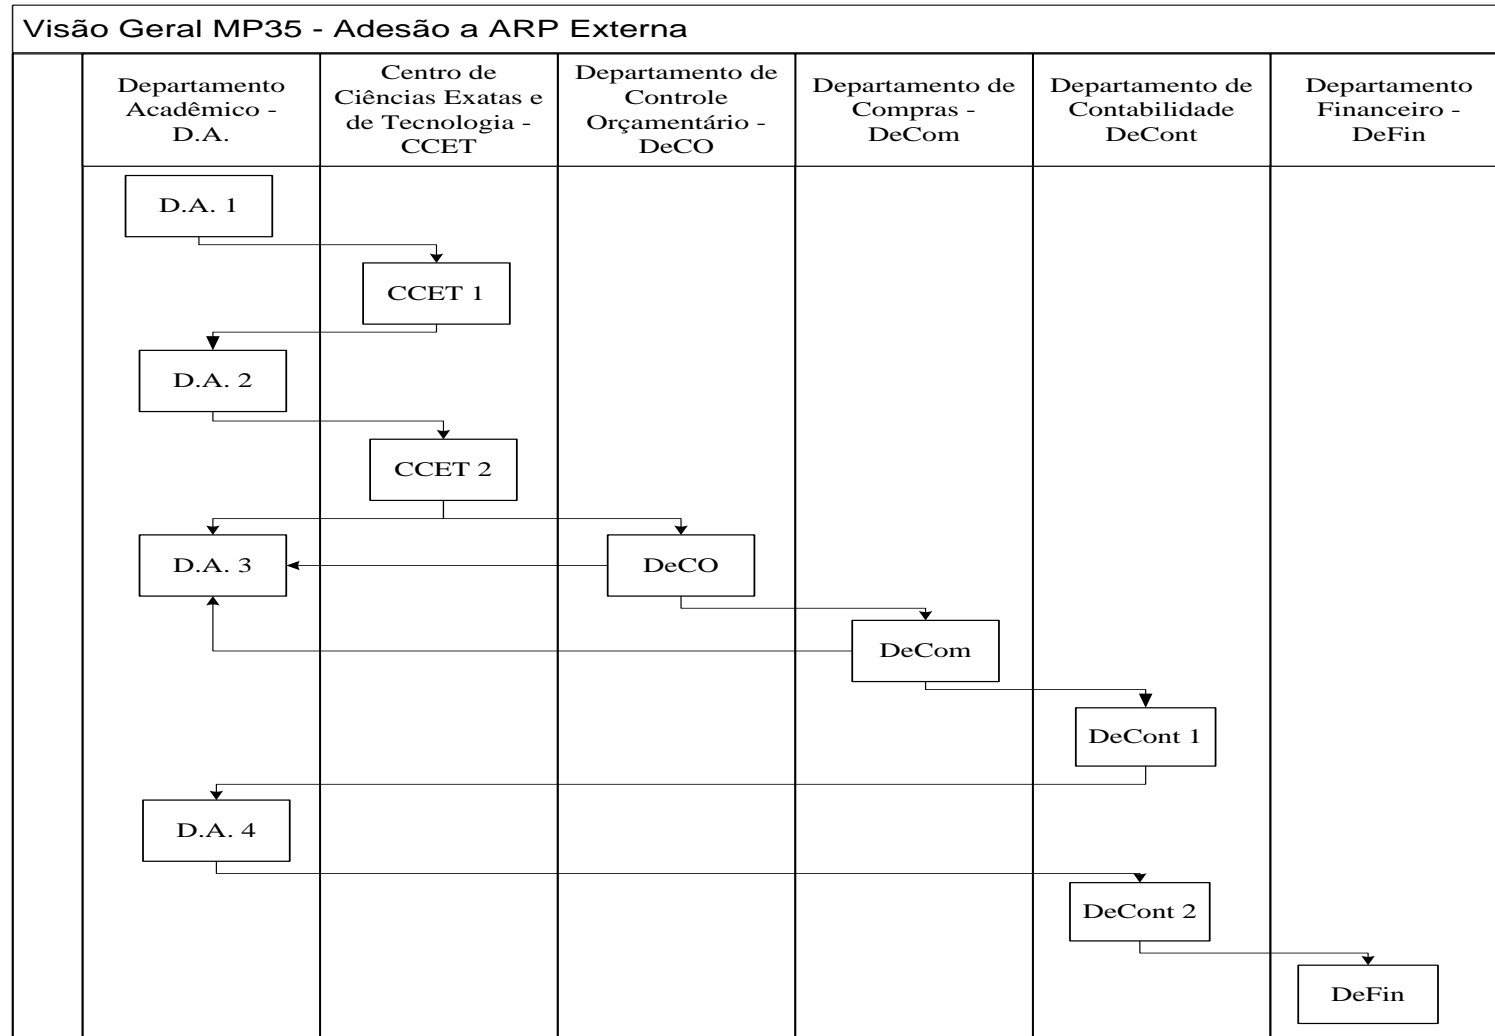 Visão Geral MP35 - Adesão a ARP Externa
Departamento
Acadêmico -
D.A.
Centro de
Ciências Exatas e
de Tecnologia -
CCET
Departamento de
Controle
Orçamentário -
DeCO
Departamento de
Compras -
DeCom
Departamento de
Contabilidade
DeCont
Departamento
Financeiro -
DeFin
D.A. 1
CCET 1
D.A. 2
CCET 2
D.A. 3
DeCO
DeCom
DeCont 1
D.A. 4
DeCont 2
DeFin